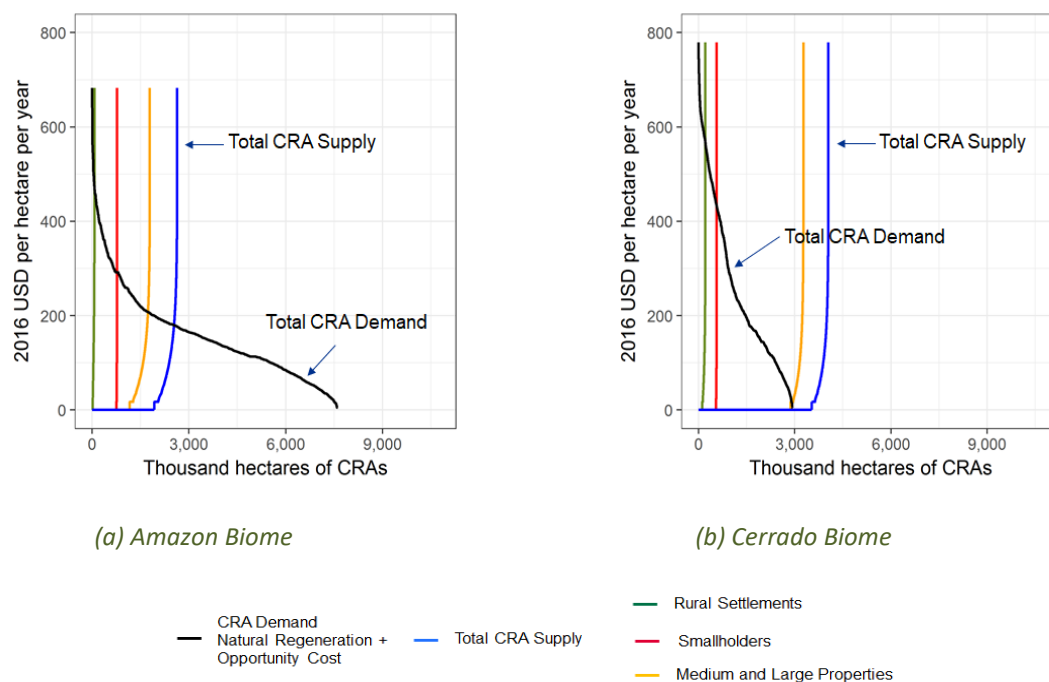 2016 USD per hectare per year
800
600
400
200
0
Total CRA Supply
Total CRA Demand
0 3,000 6,000 9,000
Thousand hectares of CRAs
(a) Amazon Biome
2016 USD per hectare per year
800
600
400
200
0
Total CRA Supply
Total CRA Demand
0 3,000 6,000 9,000
Thousand hectares of CRAs
(b) Cerrado Biome
CRA Demand
Natural Regeneration +
Opportunity Cost
Total CRA Supply
Rural Settlements
Smallholders
Medium and Large Properties